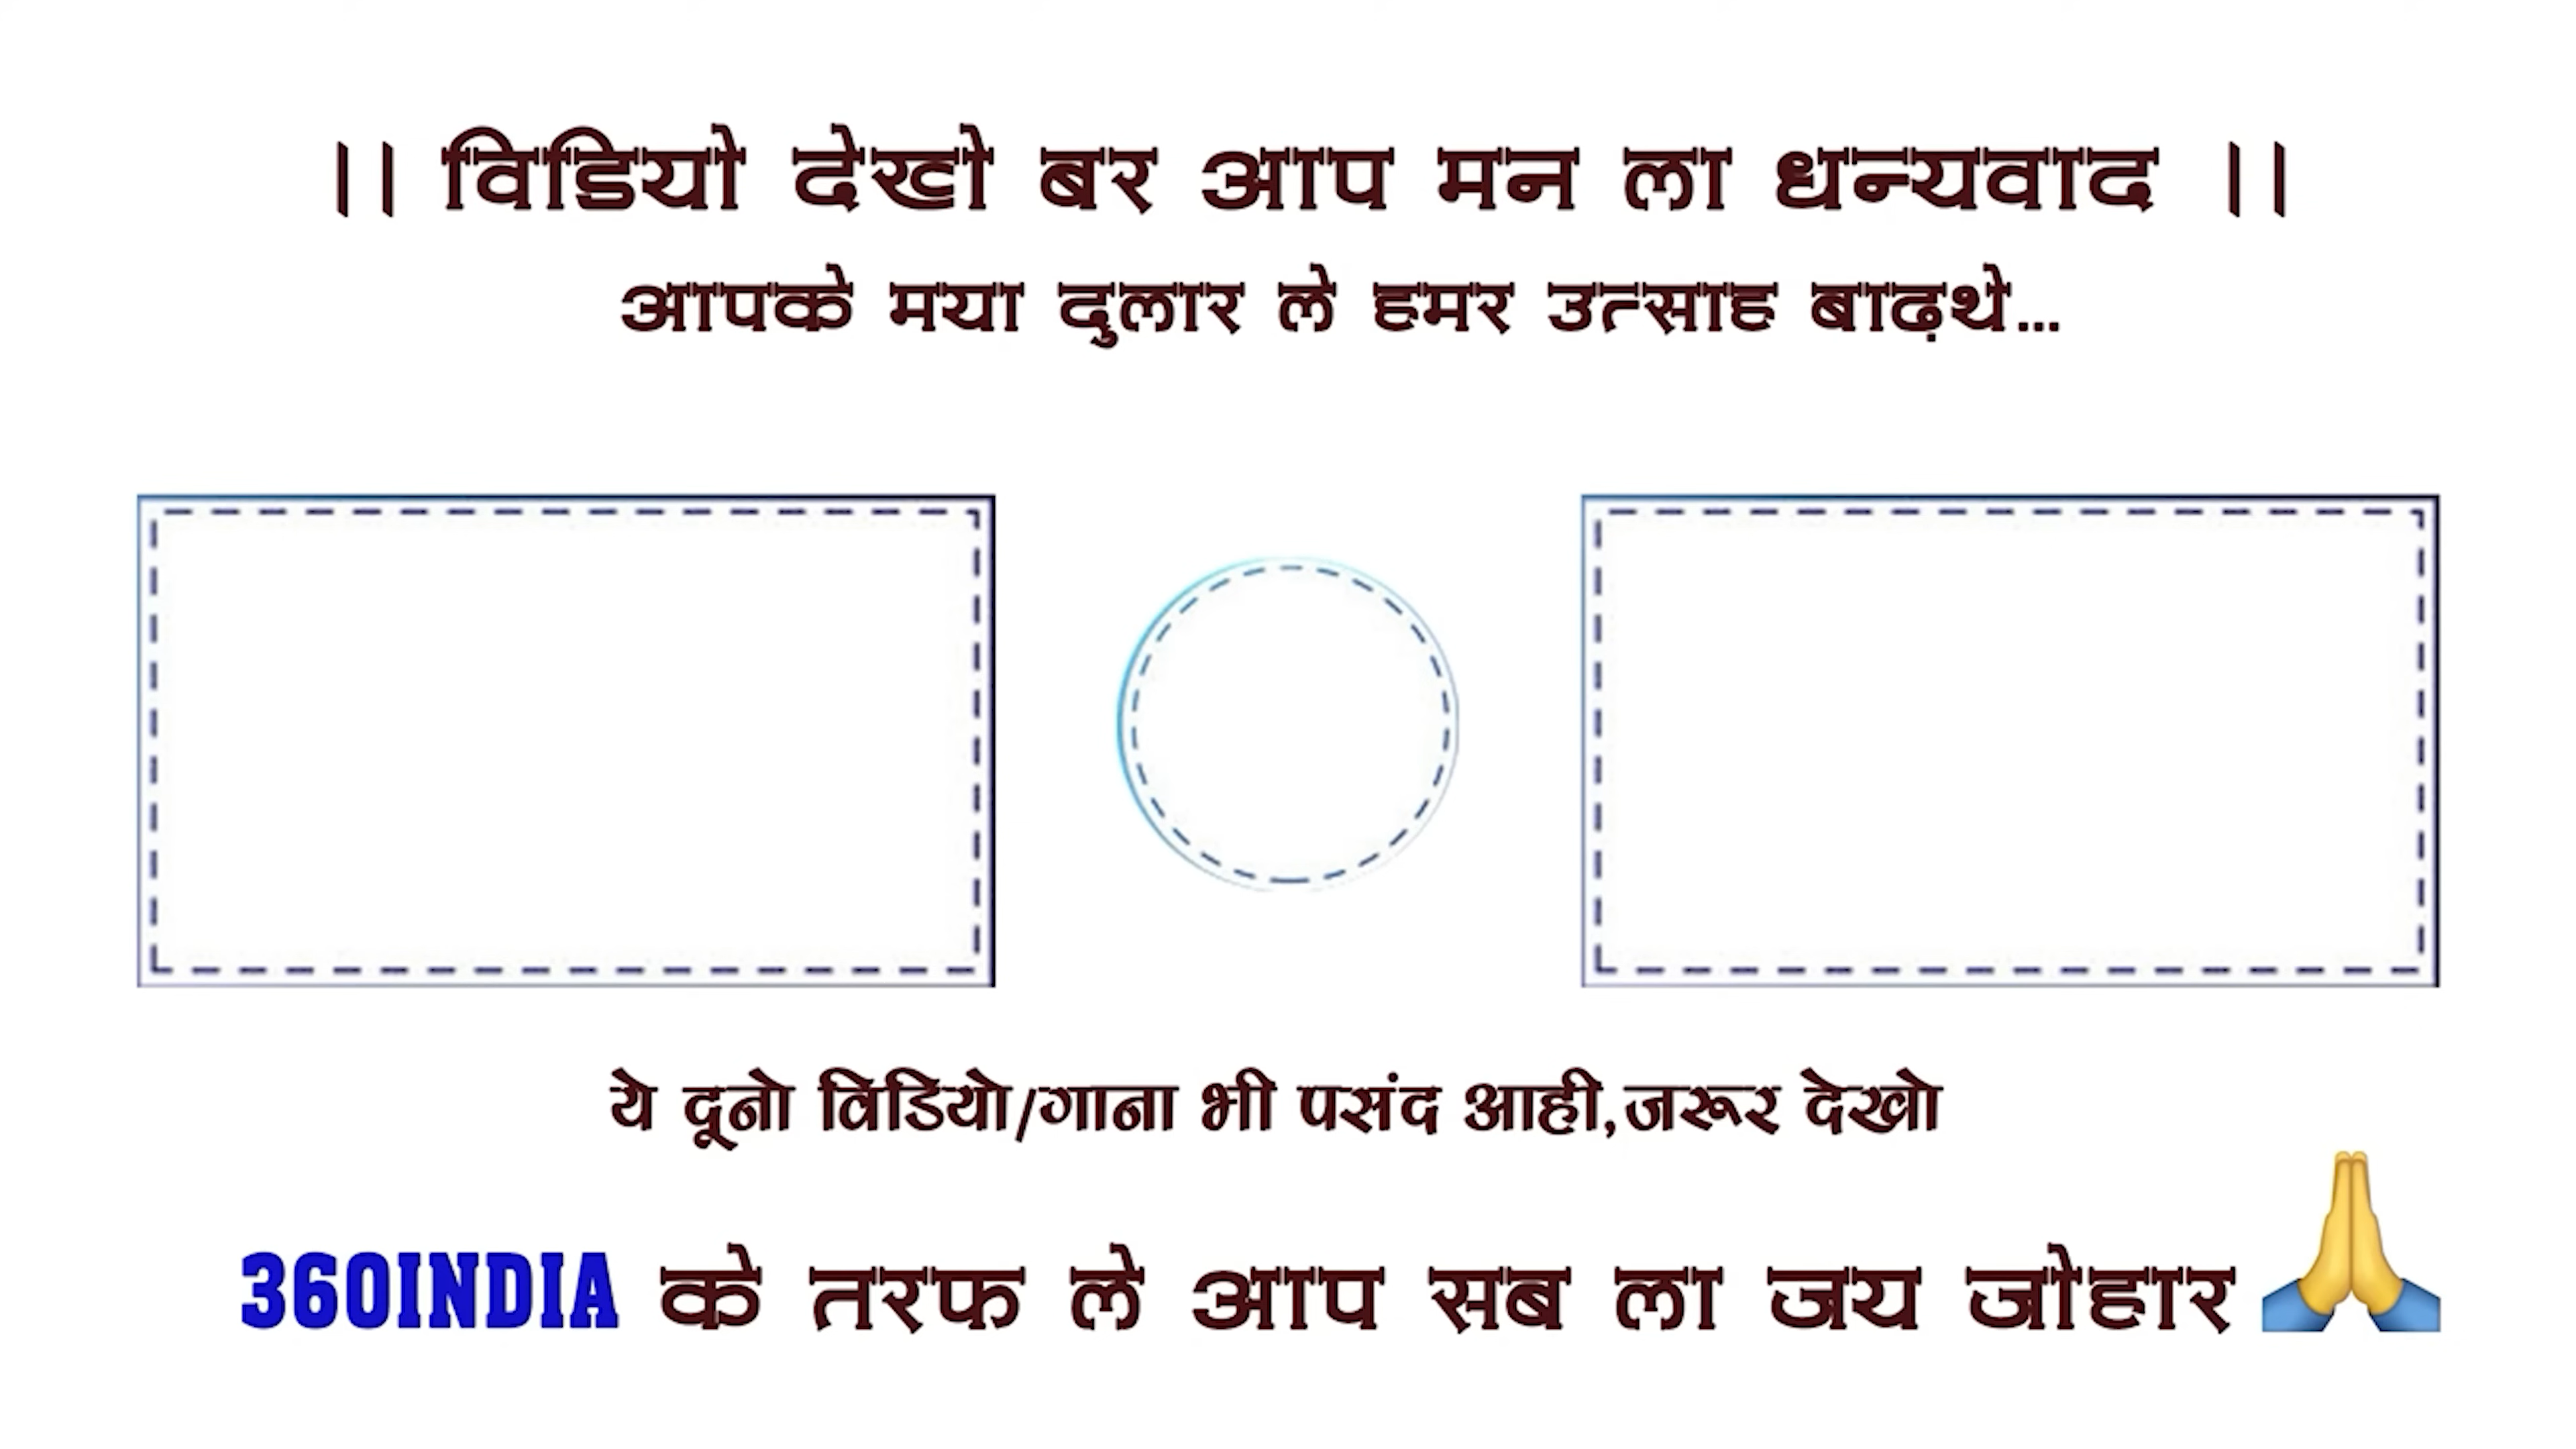 ।। विडियो देखो बर आप मन ला धन्यवाद ।।
आपके मया दुलार ले हमर उत्साह बाढ़थे...
ये दूनो विडियो/गाना भी पसंद आही,जरूर देखो
360INDIA के तरफ ले आप सब ला जय जोहार